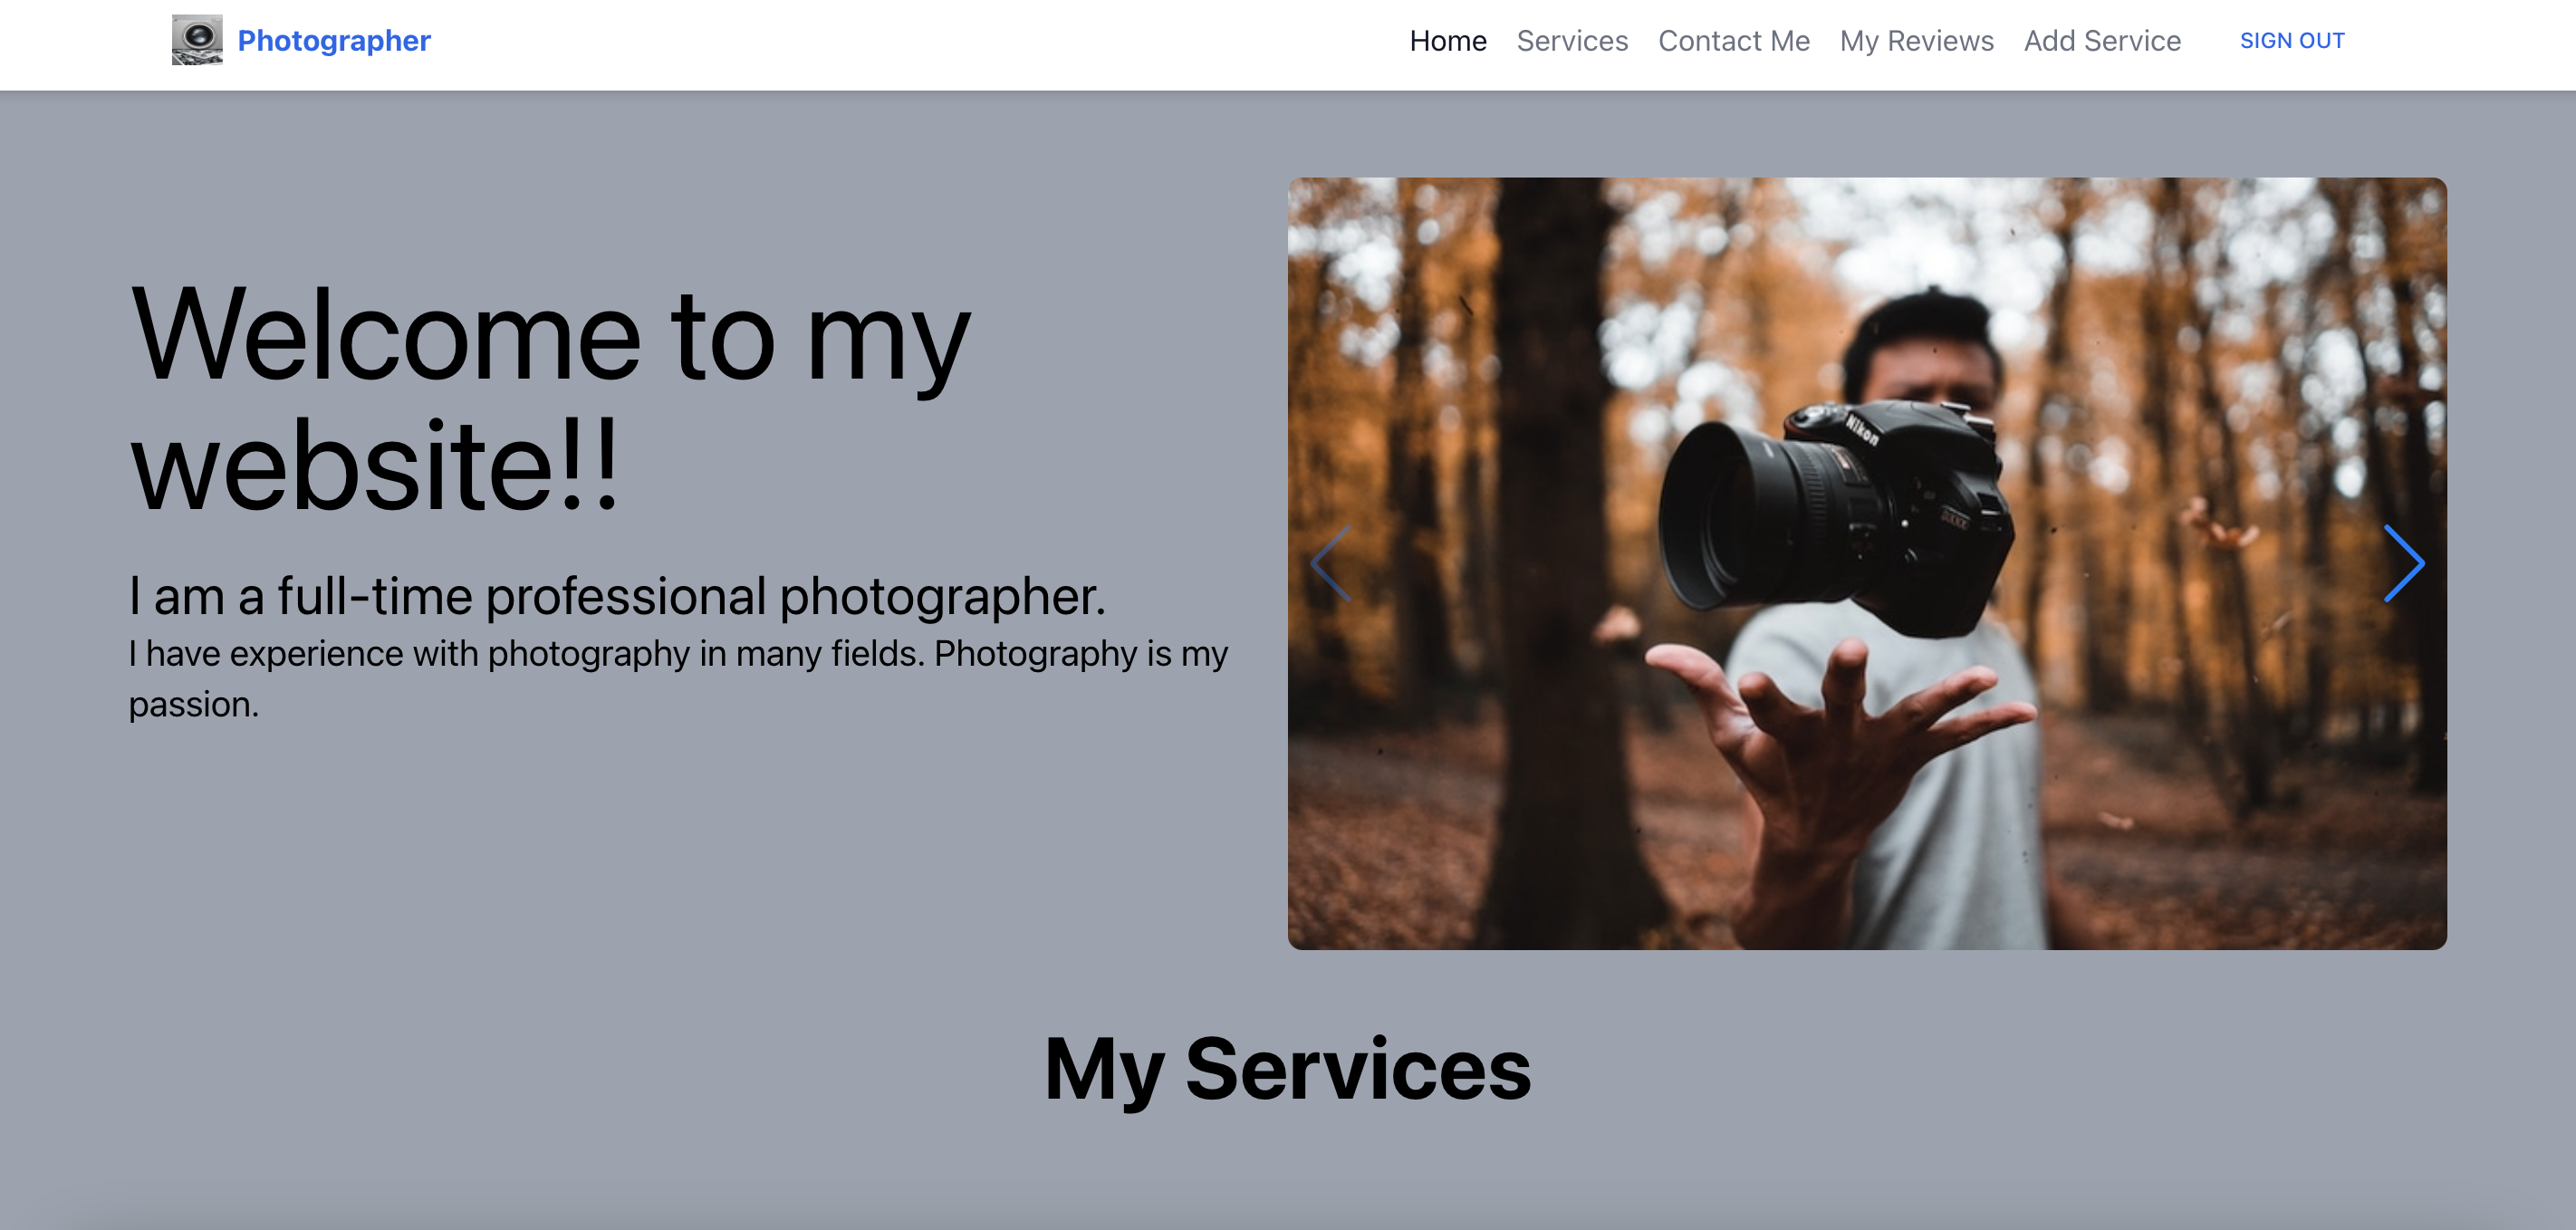 Photographer
Home Services Contact Me My Reviews Add Service SIGN OUT
Welcome to my
website!!
I am a full-time professional photographer.
I have experience with photography in many fields. Photography is my
passion.
Nikon
My Services